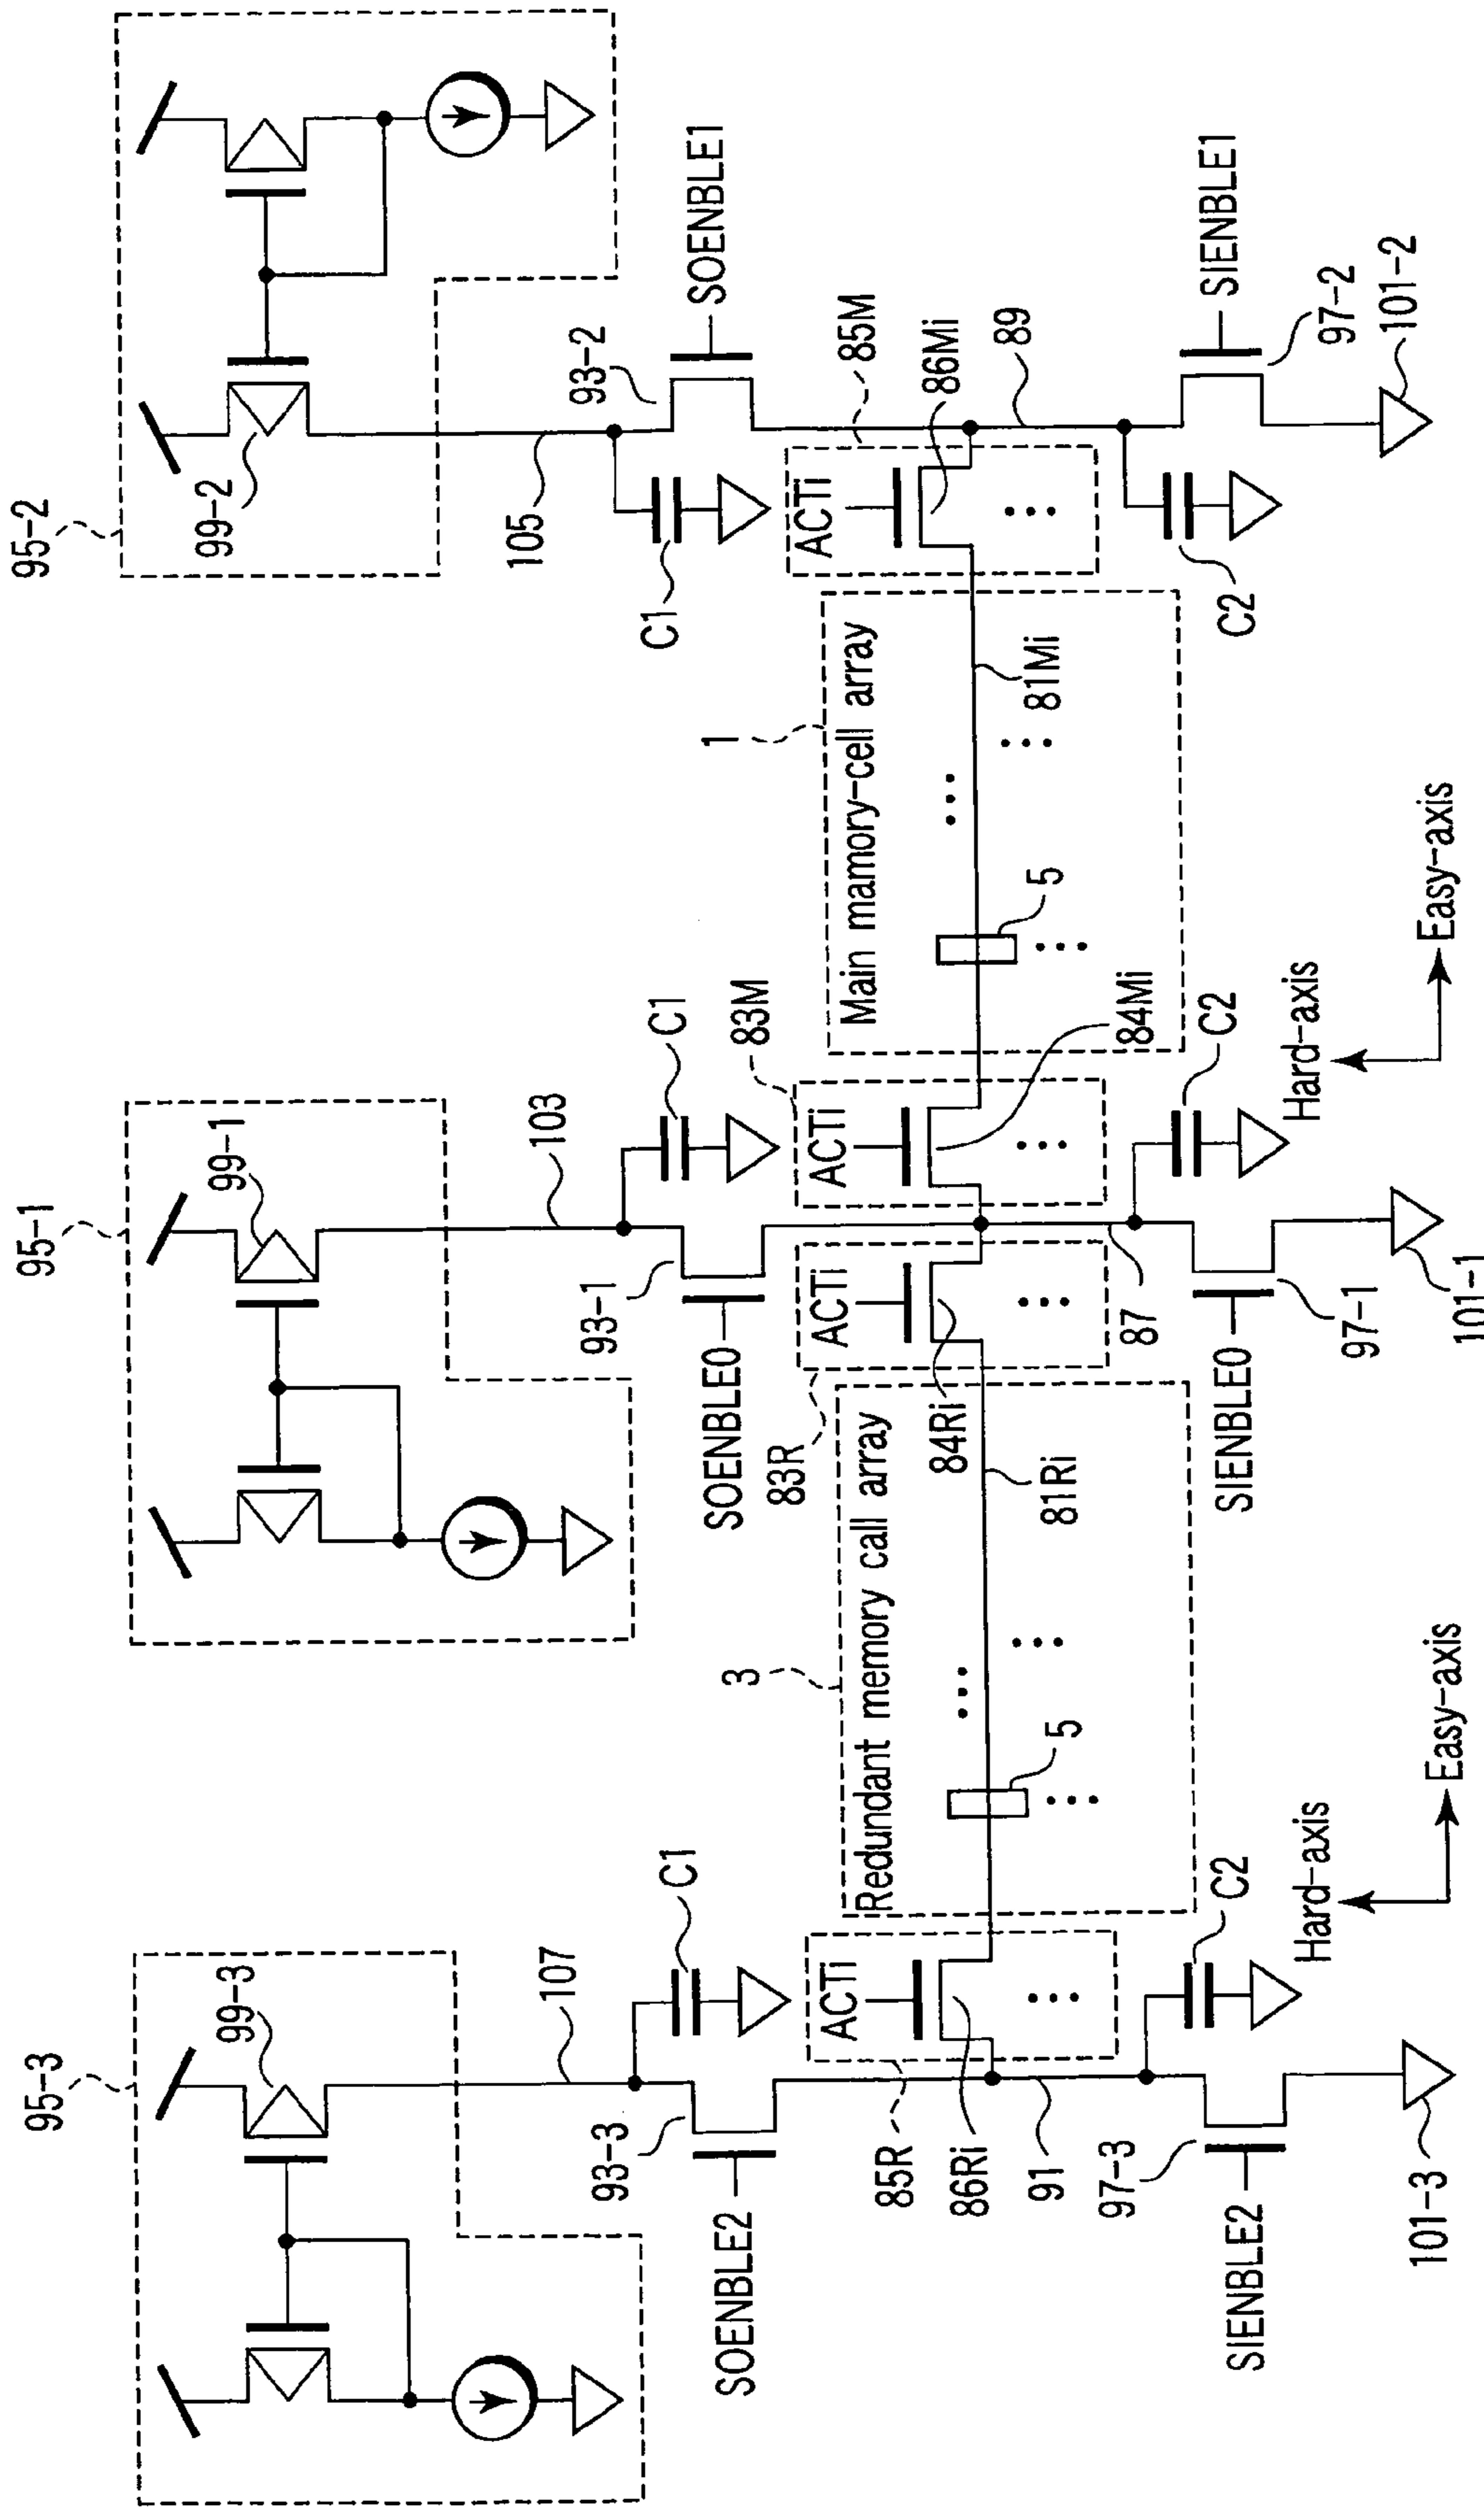 95-3
99-3
107
C1
93-3
SOENBLE2
85R
ACTi
86Ri
91
97-3
SIENBLE2
C2
101-3
Hard-axis
Easy-axis
3
Redundant memory call array
5
81Ri
95-1
99-1
103
C1
93-1
SOENBLE0
83R
ACTi
84Ri
87
SIENBLE0
97-1
101-1
83M
ACTi
84Mi
C2
Hard-axis
Easy-axis
1
Main mamory-cell array
5
81Mi
95-2
99-2
105
C1
93-2
SOENBLE1
85M
ACTi
86Mi
89
C2
SIENBLE1
97-2
101-2